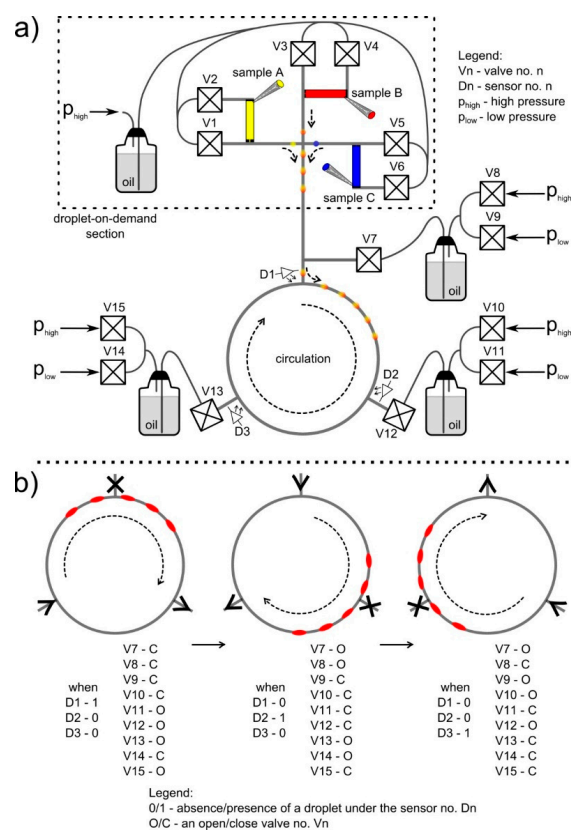 a)
V3
V4
Legend:
Vn - valve no. n
Dn - sensor no. n
phigh - high pressure
plow - low pressure
sample A
V2
sample B
phigh
V1
V5
V6
oil
sample C
droplet-on-demand
section
V8
phigh
V9
plow
V7
oil
D1
V15
phigh
V14
plow
V10
phigh
V11
plow
circulation
D2
V13
V12
D3
oil
oil
b)
V7 - C
V8 - C
V9 - C
V10 - C
V11 - O
V12 - O
V13 - O
V14 - C
V15 - O
when
D1 - 1
D2 - 0
D3 - 0
V7 - O
V8 - O
V9 - C
V10 - C
V11 - C
V12 - C
V13 - O
V14 - O
V15 - C
when
D1 - 0
D2 - 1
D3 - 0
V7 - O
V8 - C
V9 - O
V10 - O
V11 - C
V12 - O
V13 - C
V14 - C
V15 - C
when
D1 - 0
D2 - 0
D3 - 1
Legend:
0/1 - absence/presence of a droplet under the sensor no. Dn
O/C - an open/close valve no. Vn